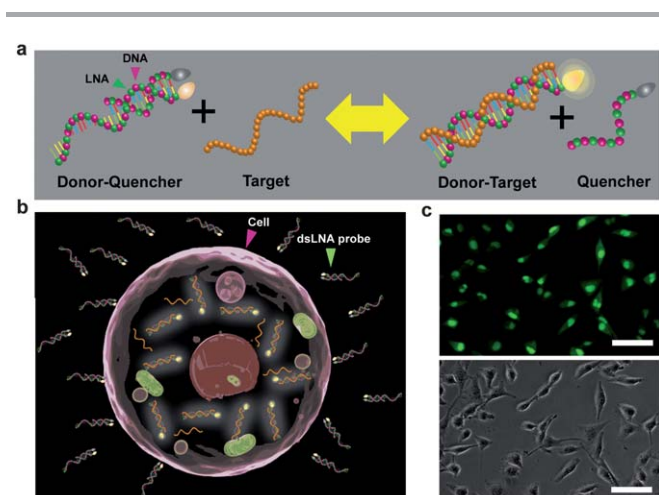 a
DNA
LNA
Donor-Quencher
+
Target
Donor-Target
+
Quencher
b
Cell
dsLNA probe
c